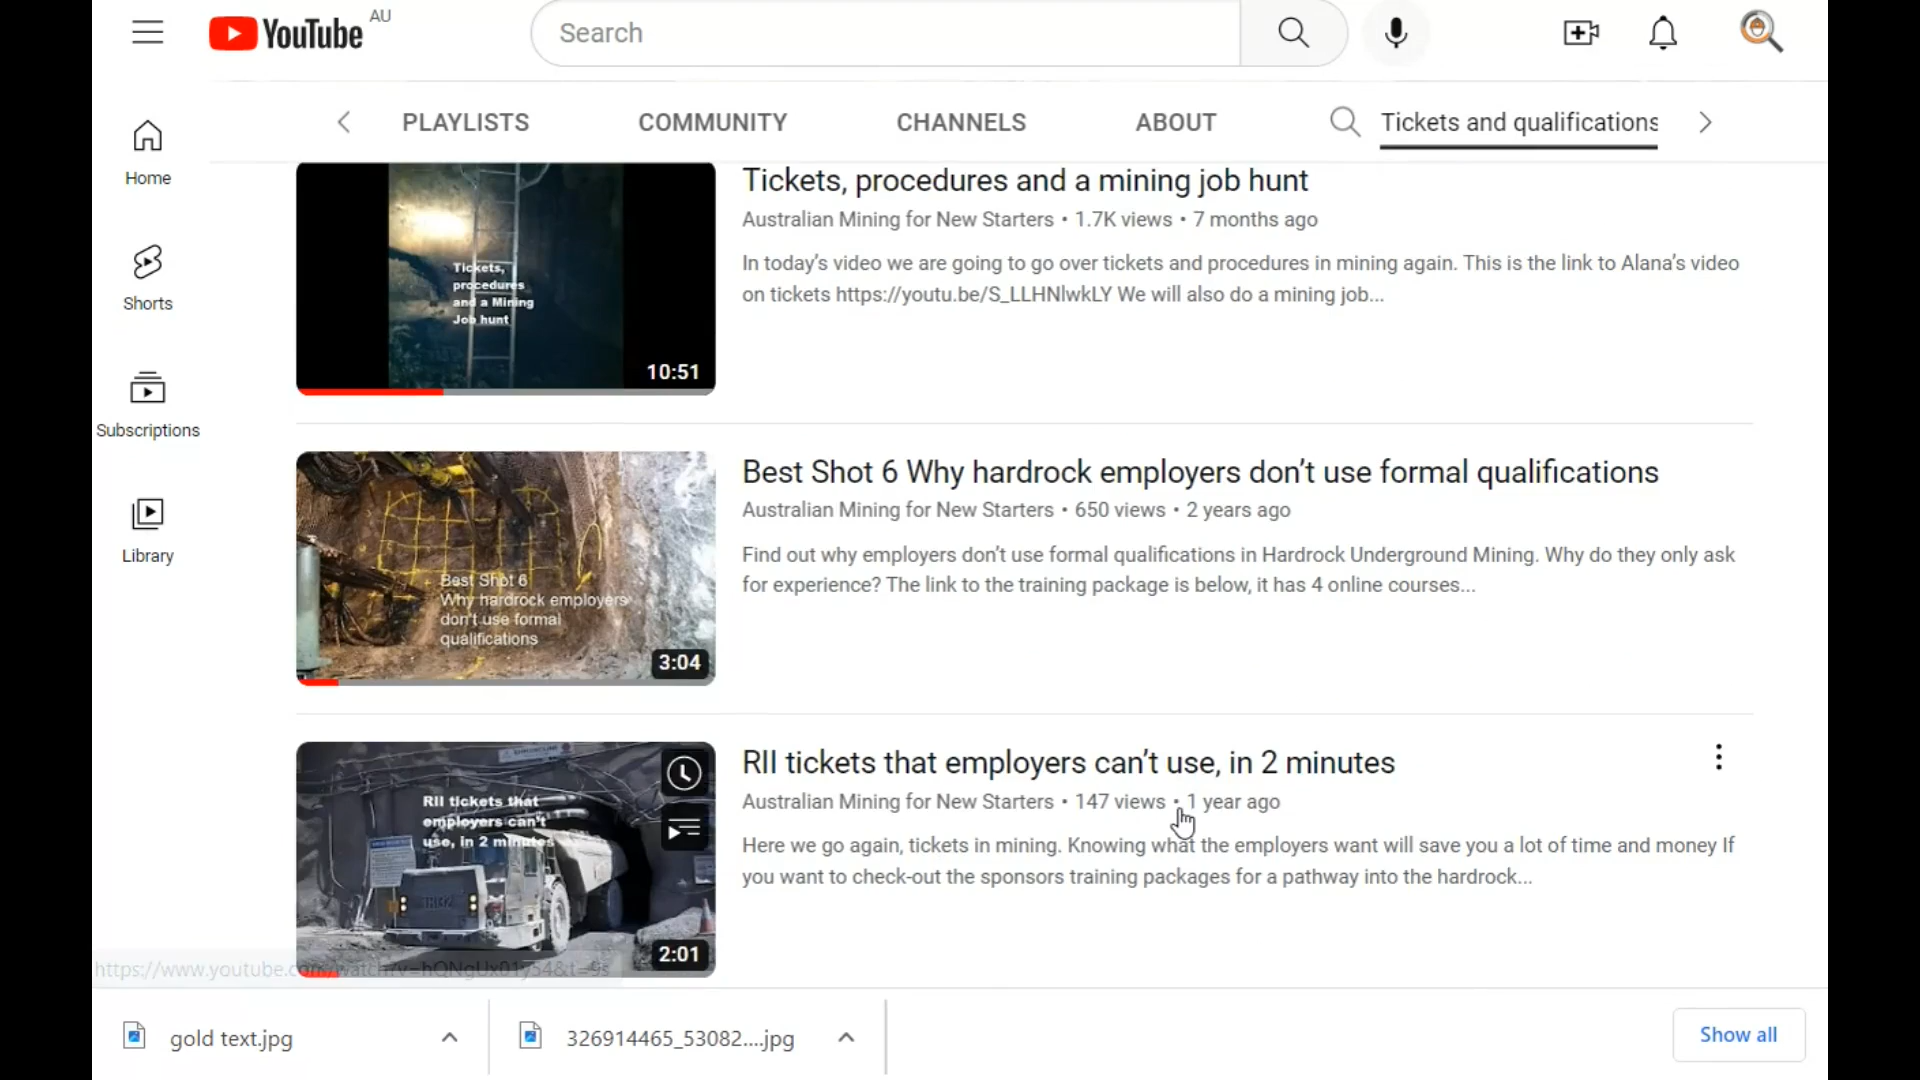 YouTube AU
Search
PLAYLISTS
COMMUNITY
CHANNELS
ABOUT
Tickets and qualifications
Home
Shorts
Subscriptions
Library
Tickets,
procedures
and a Mining
Job hunt
10:51
Tickets, procedures and a mining job hunt
Australian Mining for New Starters • 1.7K views • 7 months ago
In today's video we are going to go over tickets and procedures in mining again. This is the link to Alana's video
on tickets https://youtu.be/S_LLHNlwkLY We will also do a mining job...
Best Shot 6
Why hardrock employers
don't use formal
qualifications
3:04
Best Shot 6 Why hardrock employers don't use formal qualifications
Australian Mining for New Starters • 650 views • 2 years ago
Find out why employers don't use formal qualifications in Hardrock Underground Mining. Why do they only ask
for experience? The link to the training package is below, it has 4 online courses...
RII tickets that
employers can't
use, in 2 minutes
2:01
RII tickets that employers can't use, in 2 minutes
Australian Mining for New Starters • 147 views • 1 year ago
Here we go again, tickets in mining. Knowing what the employers want will save you a lot of time and money If
you want to check-out the sponsors training packages for a pathway into the hardrock...
https://www.youtube.com/watch?v=hQNgUx01y54&t=9s
gold text.jpg
326914465_53082....jpg
Show all